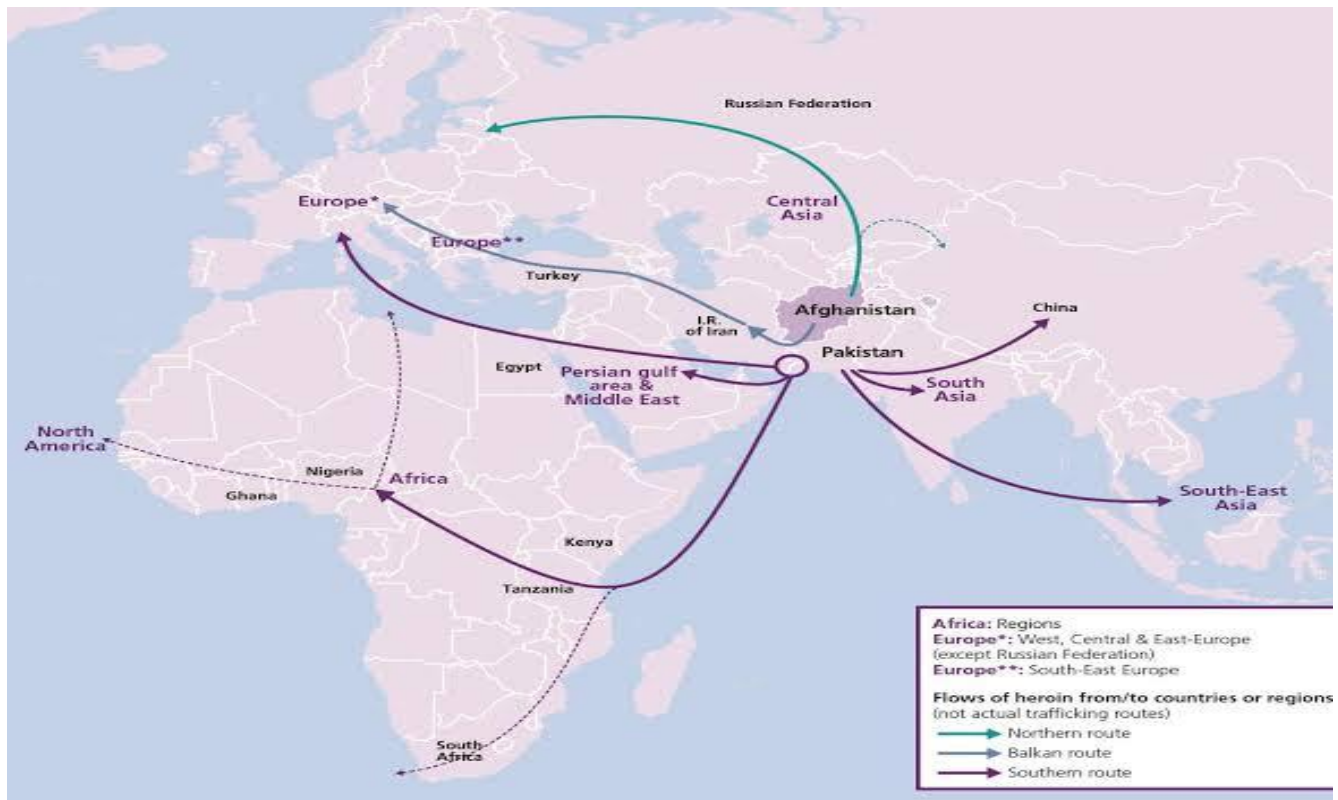 Russian Federation
Central
Asia
Europe*
Europe**
Turkey
I.R.
of Iran
Afghanistan
China
Pakistan
Egypt
Persian gulf
area &
Middle East
South
Asia
North
America
Nigeria
Africa
Ghana
South-East
Asia
Kenya
Tanzania
South
Africa
Africa: Regions
Europe*: West, Central & East-Europe
(except Russian Federation)
Europe**: South-East Europe
Flows of heroin from/to countries or regions
(not actual trafficking routes)
Northern route
Balkan route
Southern route